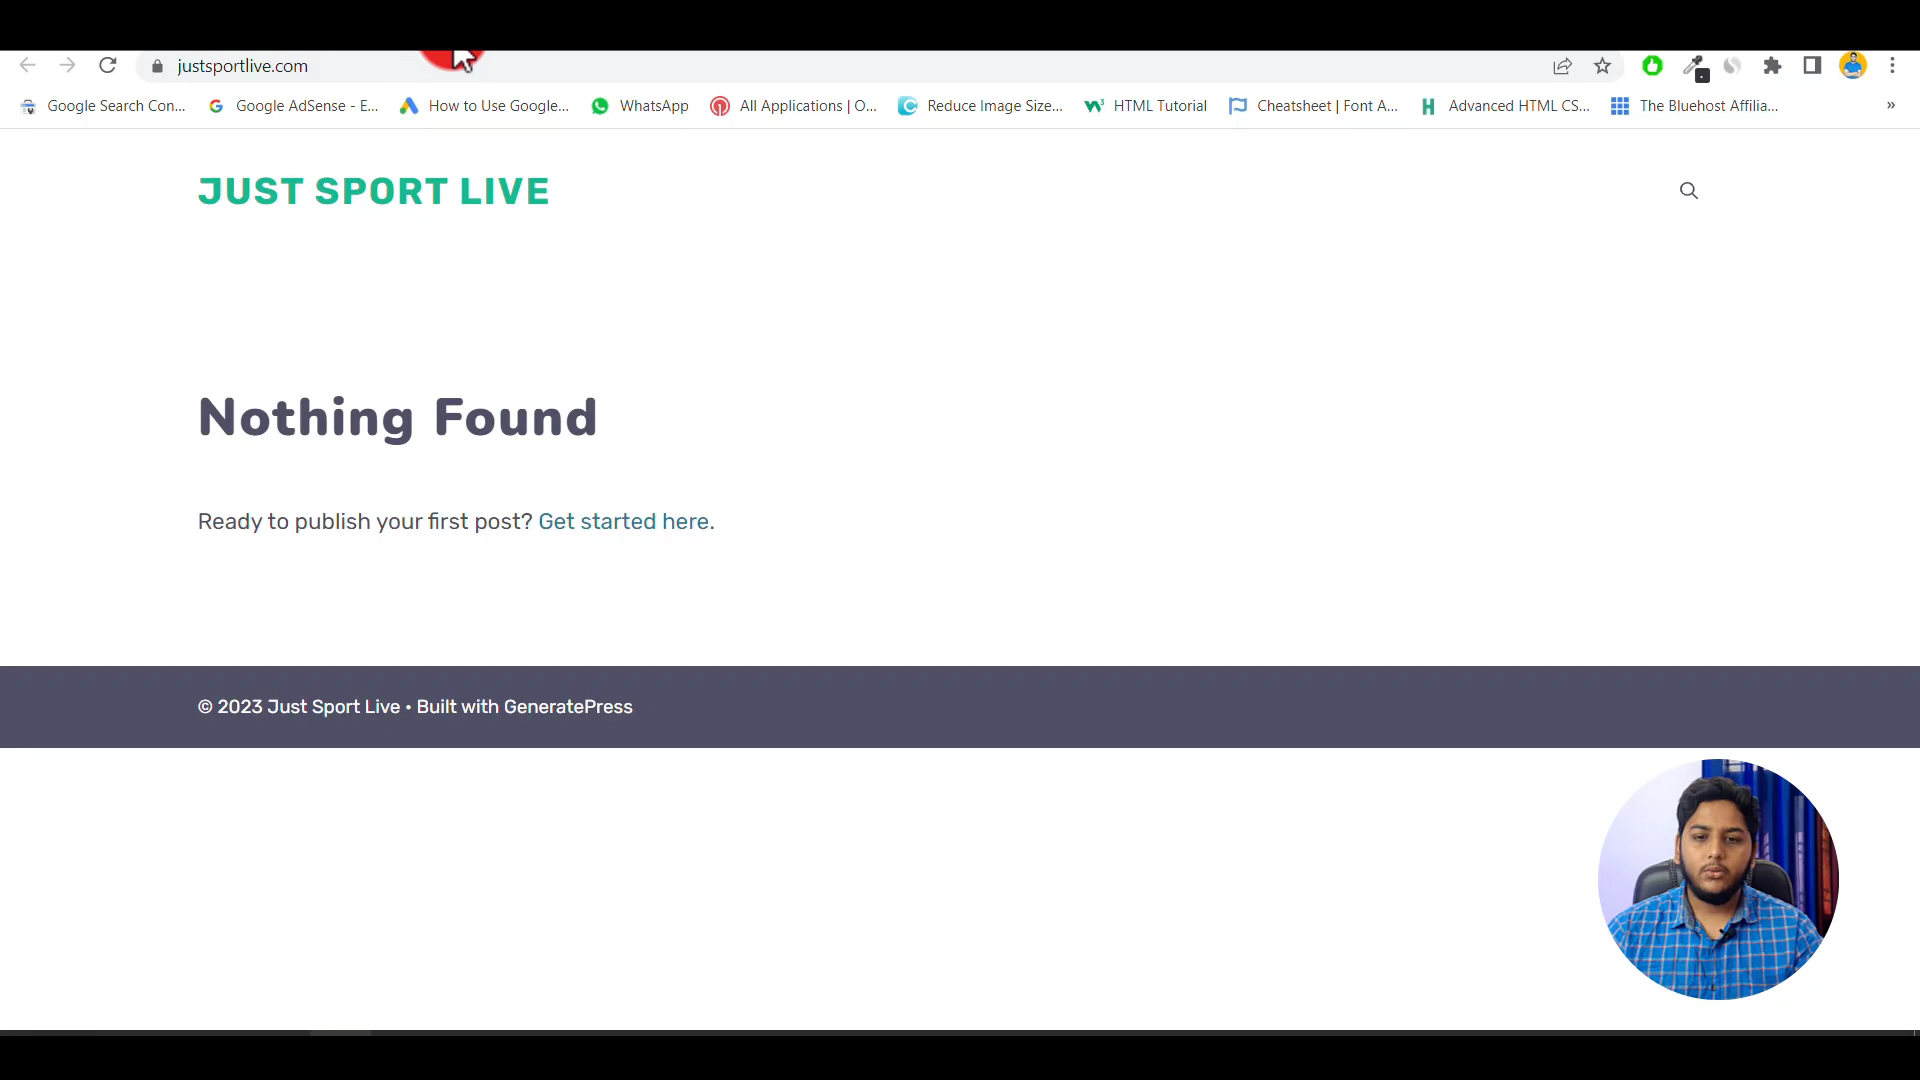 justsportlive.com
Google Search Con... Google AdSense - E... How to Use Google... WhatsApp All Applications | O... Reduce Image Size... HTML Tutorial Cheatsheet | Font A... Advanced HTML CS... The Bluehost Affilia... »
JUST SPORT LIVE
Nothing Found
Ready to publish your first post? Get started here.
© 2023 Just Sport Live • Built with GeneratePress